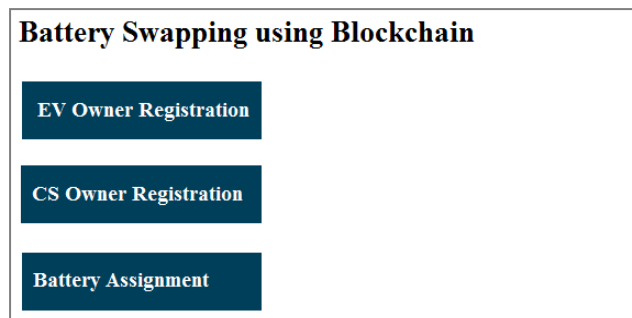 Battery Swapping using Blockchain
EV Owner Registration
CS Owner Registration
Battery Assignment